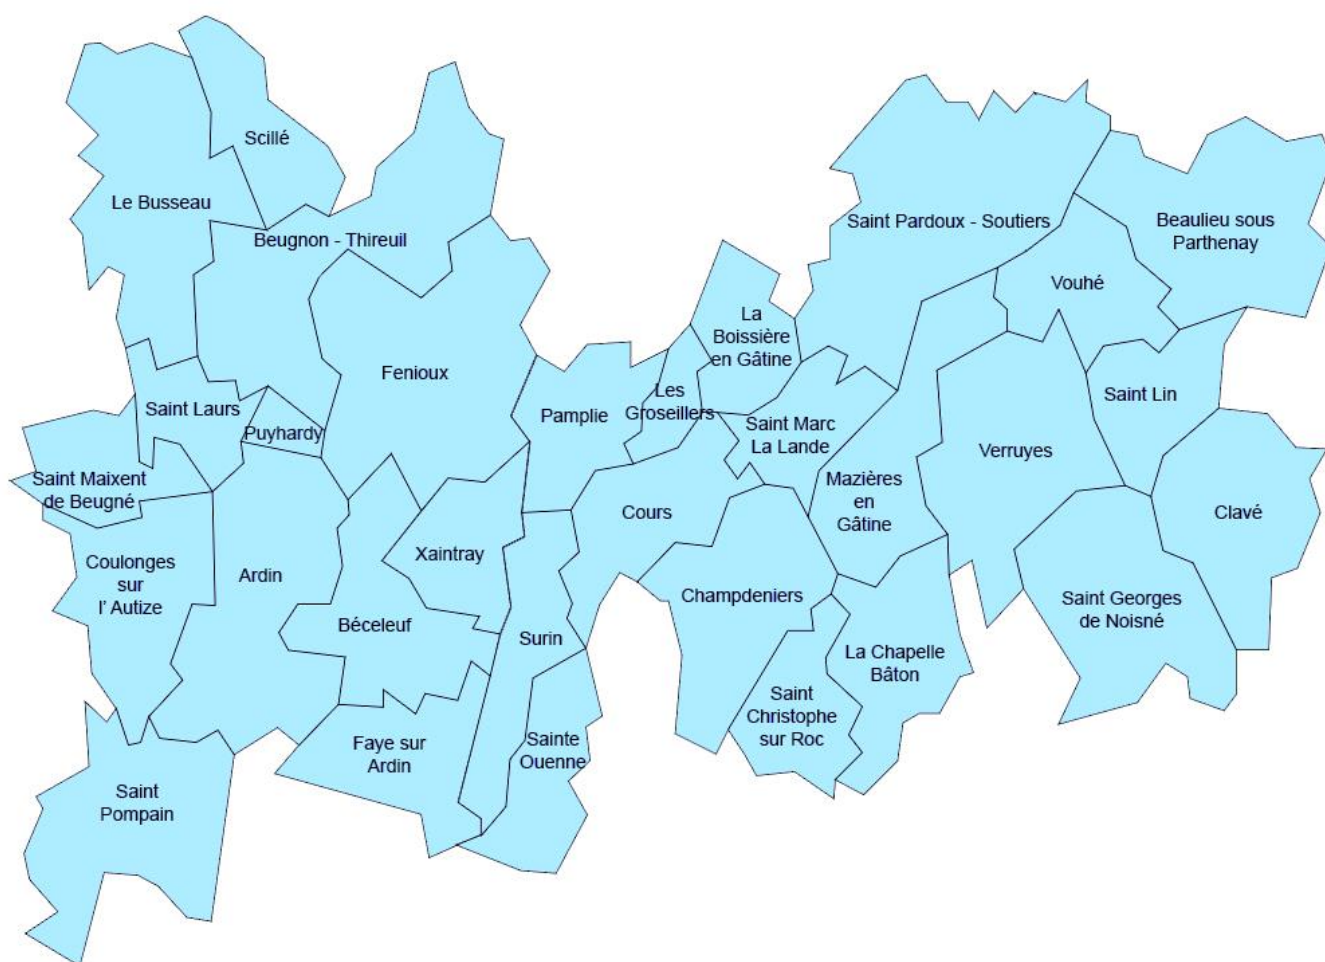 Scillé
Le Busseau
Beugnon - Thireuil
Saint Pardoux - Soutiers
Beaulieu sous
Parthenay
Vouhé
La
Boissière
en Gâtine
Fenioux
Les
Groseillers
Pamplie
Saint Laurs
Puyhardy
Saint Lin
Saint Marc
La Lande
Verruyes
Saint Maixent
de Beugné
Mazières
en
Gâtine
Cours
Clavé
Xaintray
Coulonges
sur
l' Autize
Ardin
Champdeniers
Saint Georges
de Noisné
Béceleuf
Surin
La Chapelle
Bâton
Saint
Christophe
sur Roc
Faye sur
Ardin
Sainte
Ouenne
Saint
Pompain